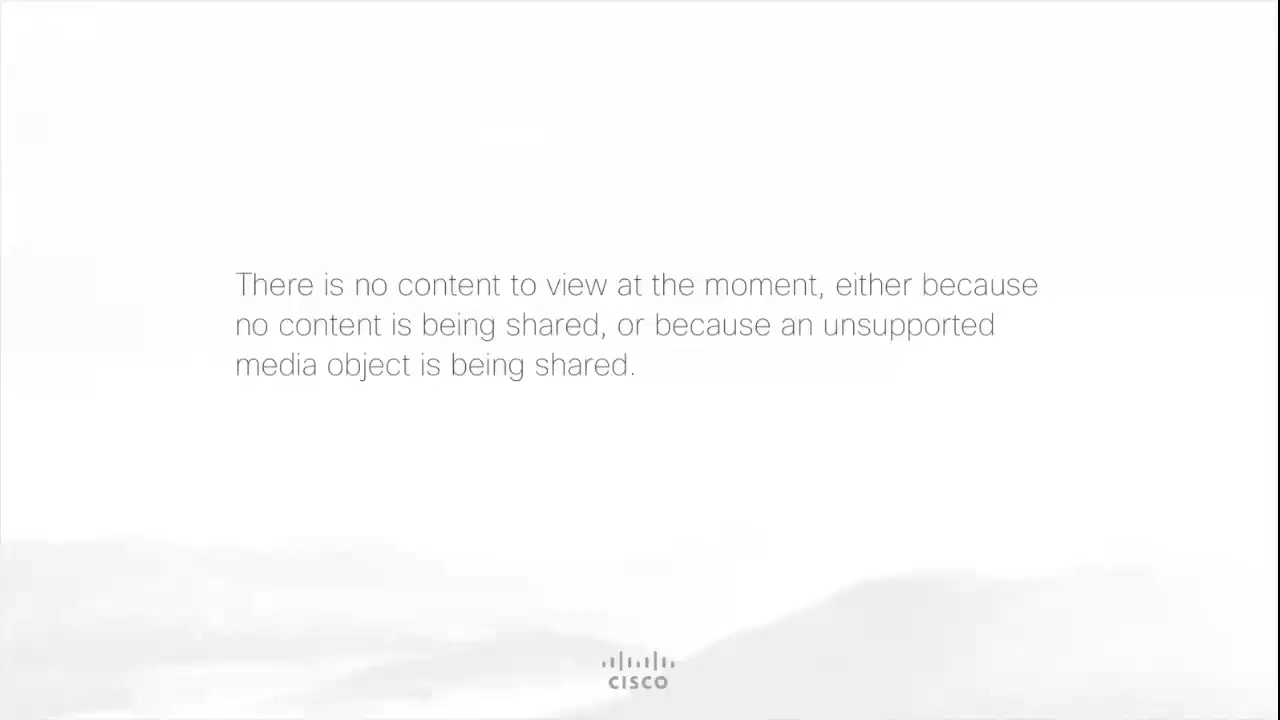 There is no content to view at the moment, either because
no content is being shared, or because an unsupported
media object is being shared.
CISCO